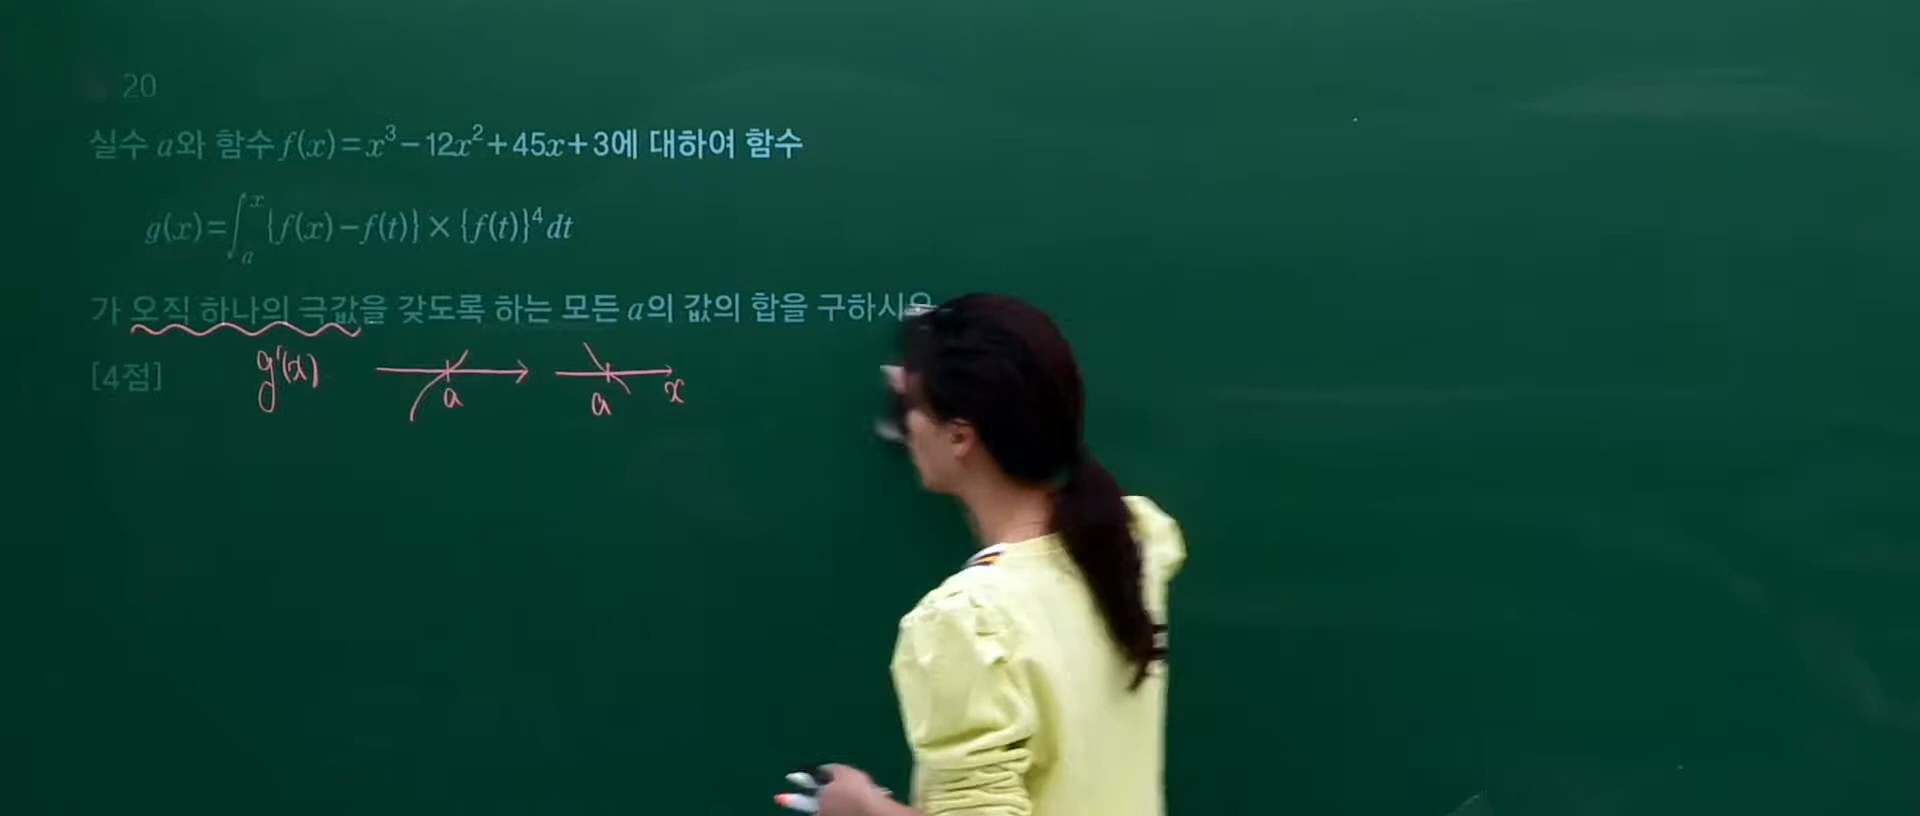 20
실수 a와 함수 f(x)=x³-12x²+45x+3에 대하여 함수
g(x)=∫ₐˣ{f(x)-f(t)}×{f(t)}⁴dt
가 오직 하나의 극값을 갖도록 하는 모든 a의 값의 합을 구하시오
[4점]
g'(x) a a x